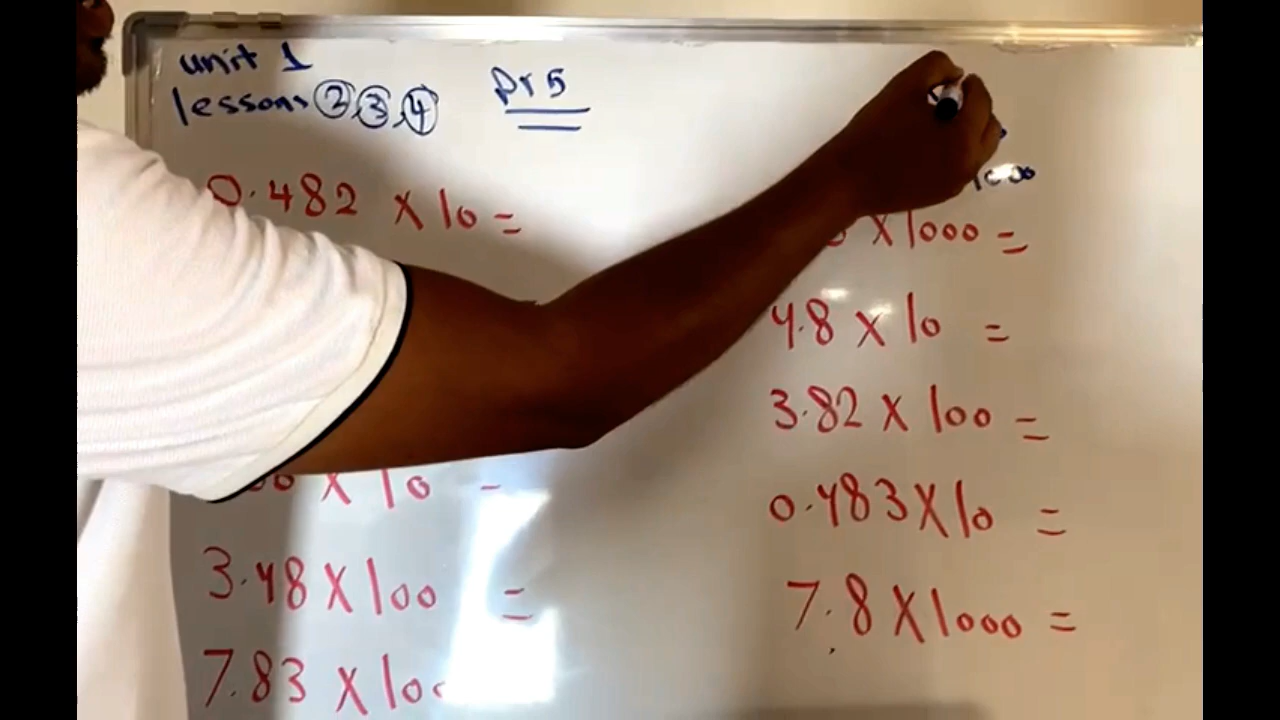 unit 1
lessons 2, 3, 4
pr 5
0.482 X 10 =
X 10 =
3.48 X 100 =
7.83 X 100
1000
X 1000 =
4.8 X 10 =
3.82 X 100 =
0.483 X 10 =
7.8 X 1000 =